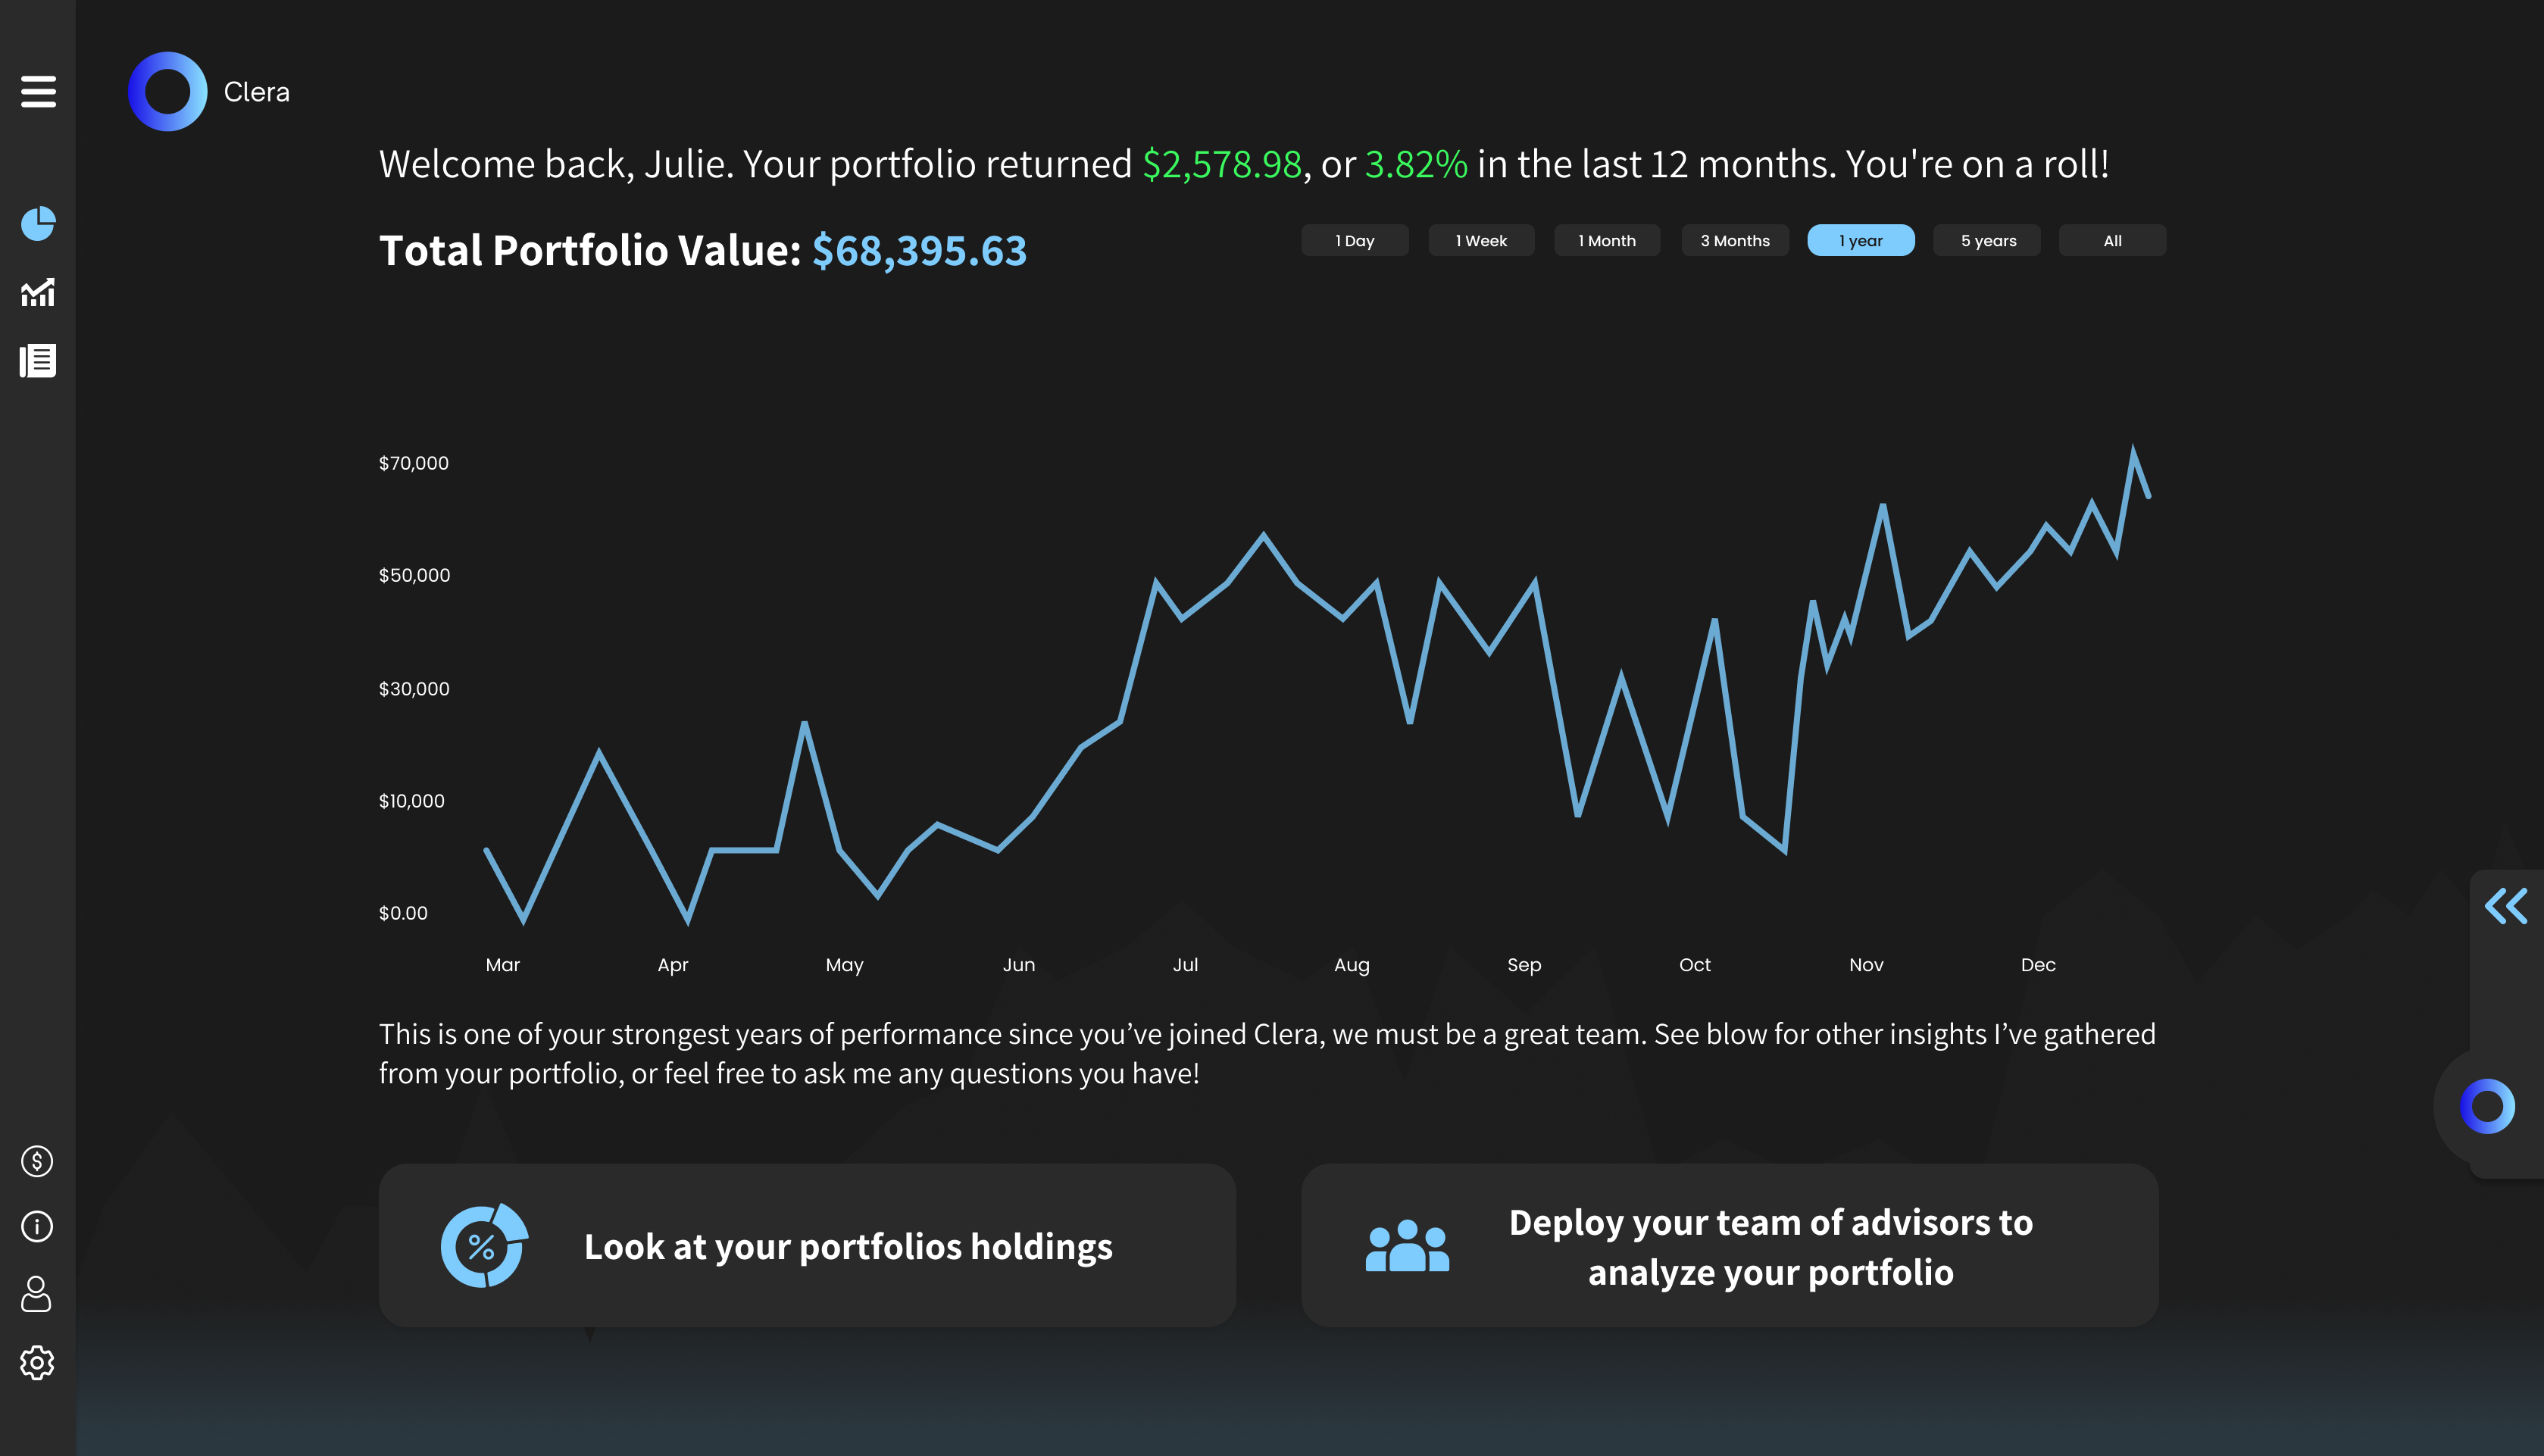 Clera
Welcome back, Julie. Your portfolio returned $2,578.98, or 3.82% in the last 12 months. You're on a roll!
Total Portfolio Value: $68,395.63
1 Day
1 Week
1 Month
3 Months
1 year
5 years
All
$70,000
$50,000
$30,000
$10,000
$0.00
Mar
Apr
May
Jun
Jul
Aug
Sep
Oct
Nov
Dec
This is one of your strongest years of performance since you’ve joined Clera, we must be a great team. See blow for other insights I’ve gathered
from your portfolio, or feel free to ask me any questions you have!
%
Look at your portfolios holdings
Deploy your team of advisors to
analyze your portfolio
$
i